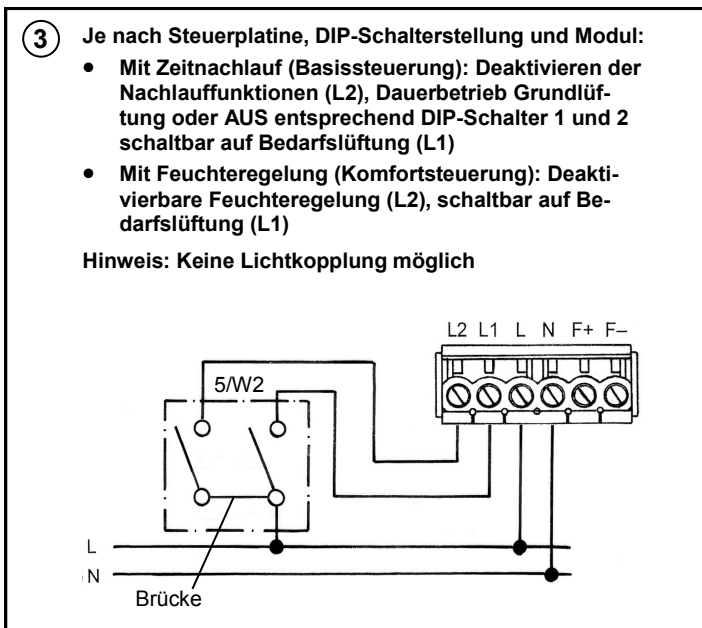 3 Je nach Steuerplatine, DIP-Schalterstellung und Modul:
• Mit Zeitnachlauf (Basissteuerung): Deaktivieren der
Nachlauffunktionen (L2), Dauerbetrieb Grundlüf-
tung oder AUS entsprechend DIP-Schalter 1 und 2
schaltbar auf Bedarfslüftung (L1)
• Mit Feuchteregelung (Komfortsteuerung): Deakti-
vierbare Feuchteregelung (L2), schaltbar auf Be-
darfslüftung (L1)
Hinweis: Keine Lichtkopplung möglich
L2 L1 L N F+ F–
5/W2
L
N
Brücke